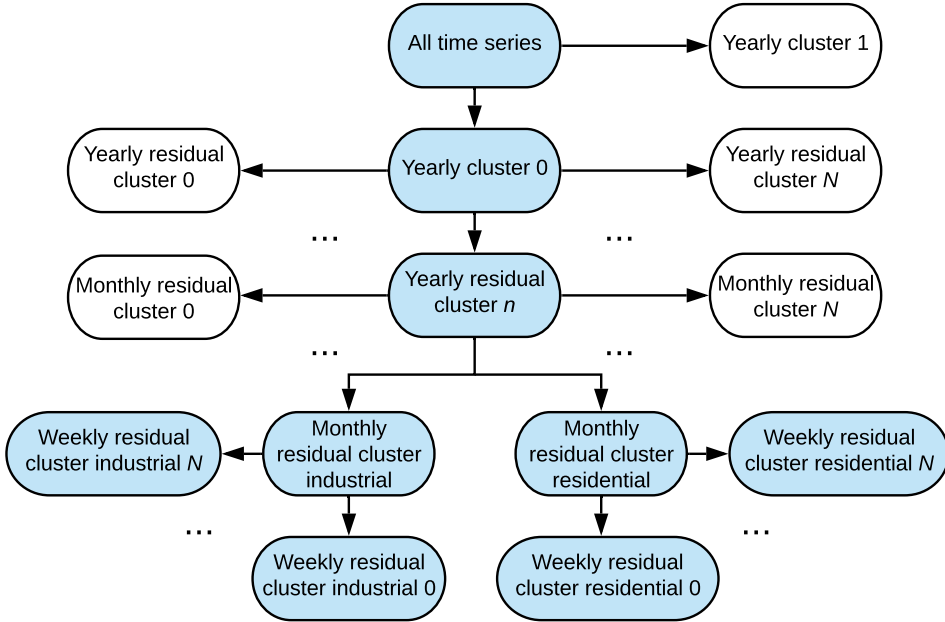 All time series
Yearly cluster 1
Yearly residual
cluster 0
Yearly cluster 0
Yearly residual
cluster N
...
...
Monthly residual
cluster 0
Yearly residual
cluster n
Monthly residual
cluster N
...
...
Weekly residual
cluster industrial N
Monthly
residual cluster
industrial
Monthly
residual cluster
residential
Weekly residual
cluster residential N
...
...
Weekly residual
cluster industrial 0
Weekly residual
cluster residential 0